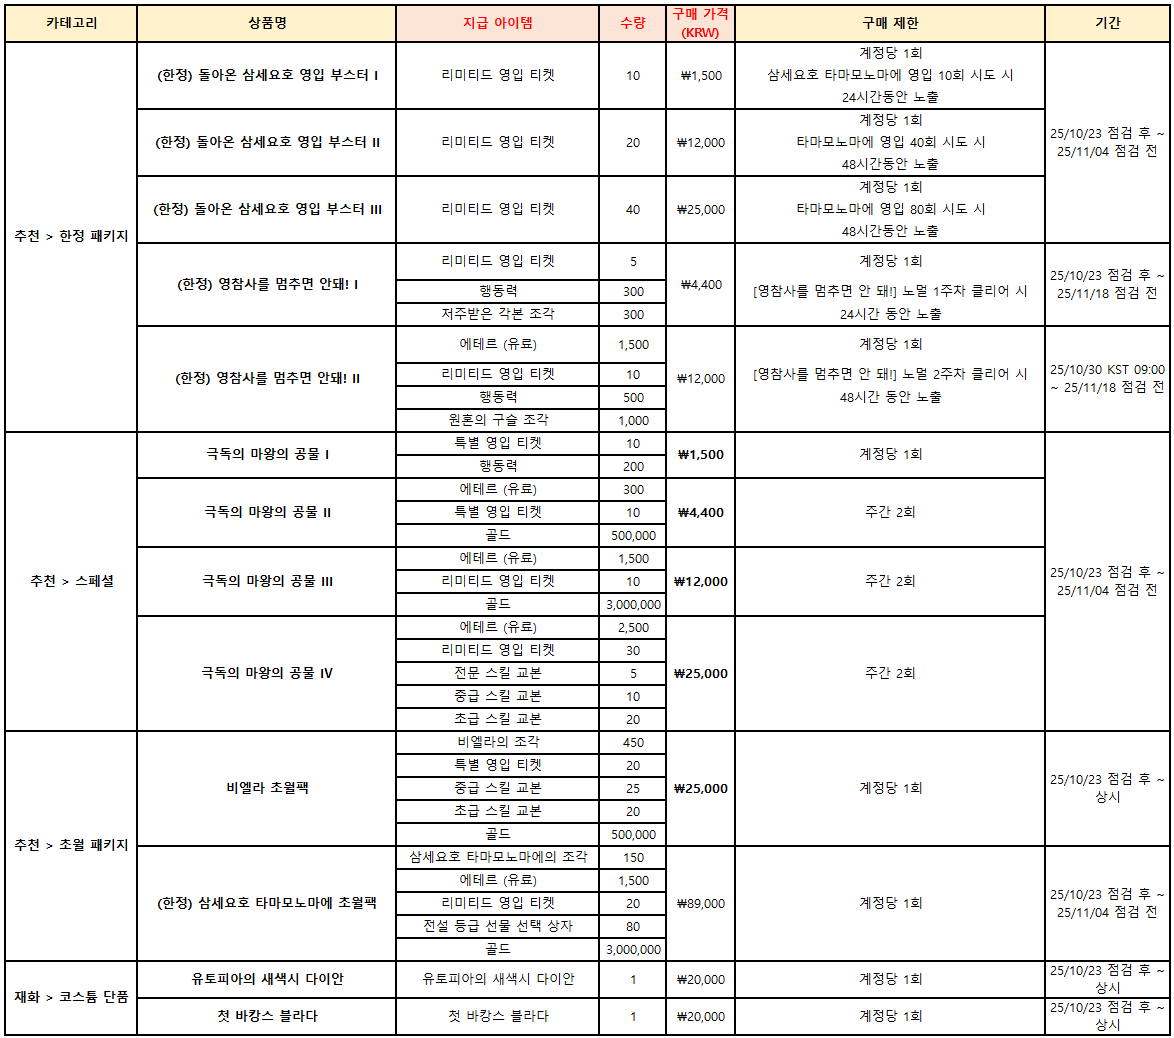 카테고리
상품명
지급 아이템
수량
구매 가격
(KRW)
구매 제한
기간
추천 > 한정 패키지
(한정) 돌아온 삼세요호 영입 부스터 I
리미티드 영입 티켓
10
₩1,500
계정당 1회
삼세요호 타마모노마에 영입 10회 시도 시
24시간동안 노출
25/10/23 점검 후 ~
25/11/04 점검 전
(한정) 돌아온 삼세요호 영입 부스터 II
리미티드 영입 티켓
20
₩12,000
계정당 1회
타마모노마에 영입 40회 시도 시
48시간동안 노출
(한정) 돌아온 삼세요호 영입 부스터 III
리미티드 영입 티켓
40
₩25,000
계정당 1회
타마모노마에 영입 80회 시도 시
48시간동안 노출
(한정) 영참사를 멈추면 안돼! I
리미티드 영입 티켓
5
행동력
300
저주받은 각본 조각
300
₩4,400
계정당 1회
[영참사를 멈추면 안 돼!] 노멀 1주차 클리어 시
24시간 동안 노출
25/10/23 점검 후 ~
25/11/18 점검 전
(한정) 영참사를 멈추면 안돼! II
에테르 (유료)
1,500
리미티드 영입 티켓
10
행동력
500
원혼의 구슬 조각
1,000
₩12,000
계정당 1회
[영참사를 멈추면 안 돼!] 노멀 2주차 클리어 시
48시간 동안 노출
25/10/30 KST 09:00
~ 25/11/18 점검 전
추천 > 스페셜
극독의 마왕의 공물 I
특별 영입 티켓
10
행동력
200
₩1,500
계정당 1회
25/10/23 점검 후 ~
25/11/04 점검 전
극독의 마왕의 공물 II
에테르 (유료)
300
특별 영입 티켓
10
골드
500,000
₩4,400
주간 2회
극독의 마왕의 공물 III
에테르 (유료)
1,500
리미티드 영입 티켓
10
골드
3,000,000
₩12,000
주간 2회
극독의 마왕의 공물 IV
에테르 (유료)
2,500
리미티드 영입 티켓
30
전문 스킬 교본
5
중급 스킬 교본
10
초급 스킬 교본
20
₩25,000
주간 2회
추천 > 초월 패키지
비엘라 초월팩
비엘라의 조각
450
특별 영입 티켓
20
중급 스킬 교본
25
초급 스킬 교본
20
골드
500,000
₩25,000
계정당 1회
25/10/23 점검 후 ~
상시
(한정) 삼세요호 타마모노마에 초월팩
삼세요호 타마모노마에의 조각
150
에테르 (유료)
1,500
리미티드 영입 티켓
20
전설 등급 선물 선택 상자
80
골드
3,000,000
₩89,000
계정당 1회
25/10/23 점검 후 ~
25/11/04 점검 전
재화 > 코스튬 단품
유토피아의 새색시 다이안
유토피아의 새색시 다이안
1
₩20,000
계정당 1회
25/10/23 점검 후 ~
상시
첫 바캉스 블라다
첫 바캉스 블라다
1
₩20,000
계정당 1회
25/10/23 점검 후 ~
상시